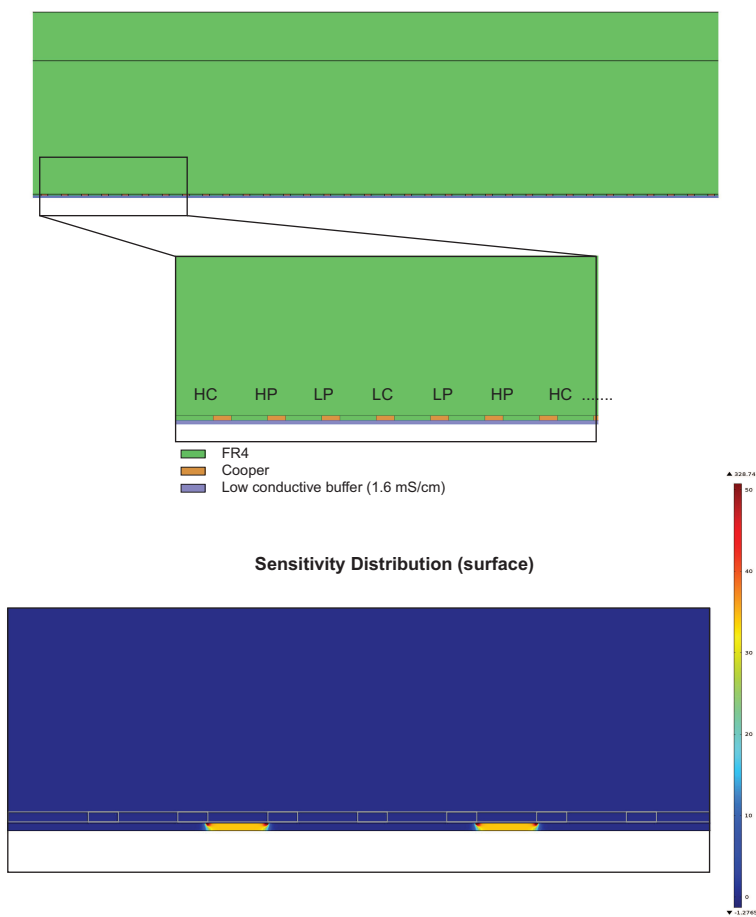 HC HP LP LC LP HP HC .......
FR4
Cooper
Low conductive buffer (1.6 mS/cm)
Sensitivity Distribution (surface)
▲ 328.74
50
40
30
20
10
0
▼ -1.2765